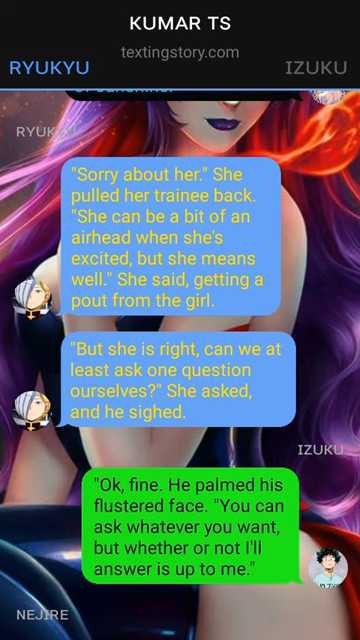 KUMAR TS
textingstory.com
RYUKYU
IZUKU
RYUKYU
"Sorry about her." She
pulled her trainee back.
"She can be a bit of an
airhead when she's
excited, but she means
well." She said, getting a
pout from the girl.
"But she is right, can we at
least ask one question
ourselves?" She asked,
and he sighed.
IZUKU
"Ok, fine. He palmed his
flustered face. "You can
ask whatever you want,
but whether or not I'll
answer is up to me."
NEJIRE